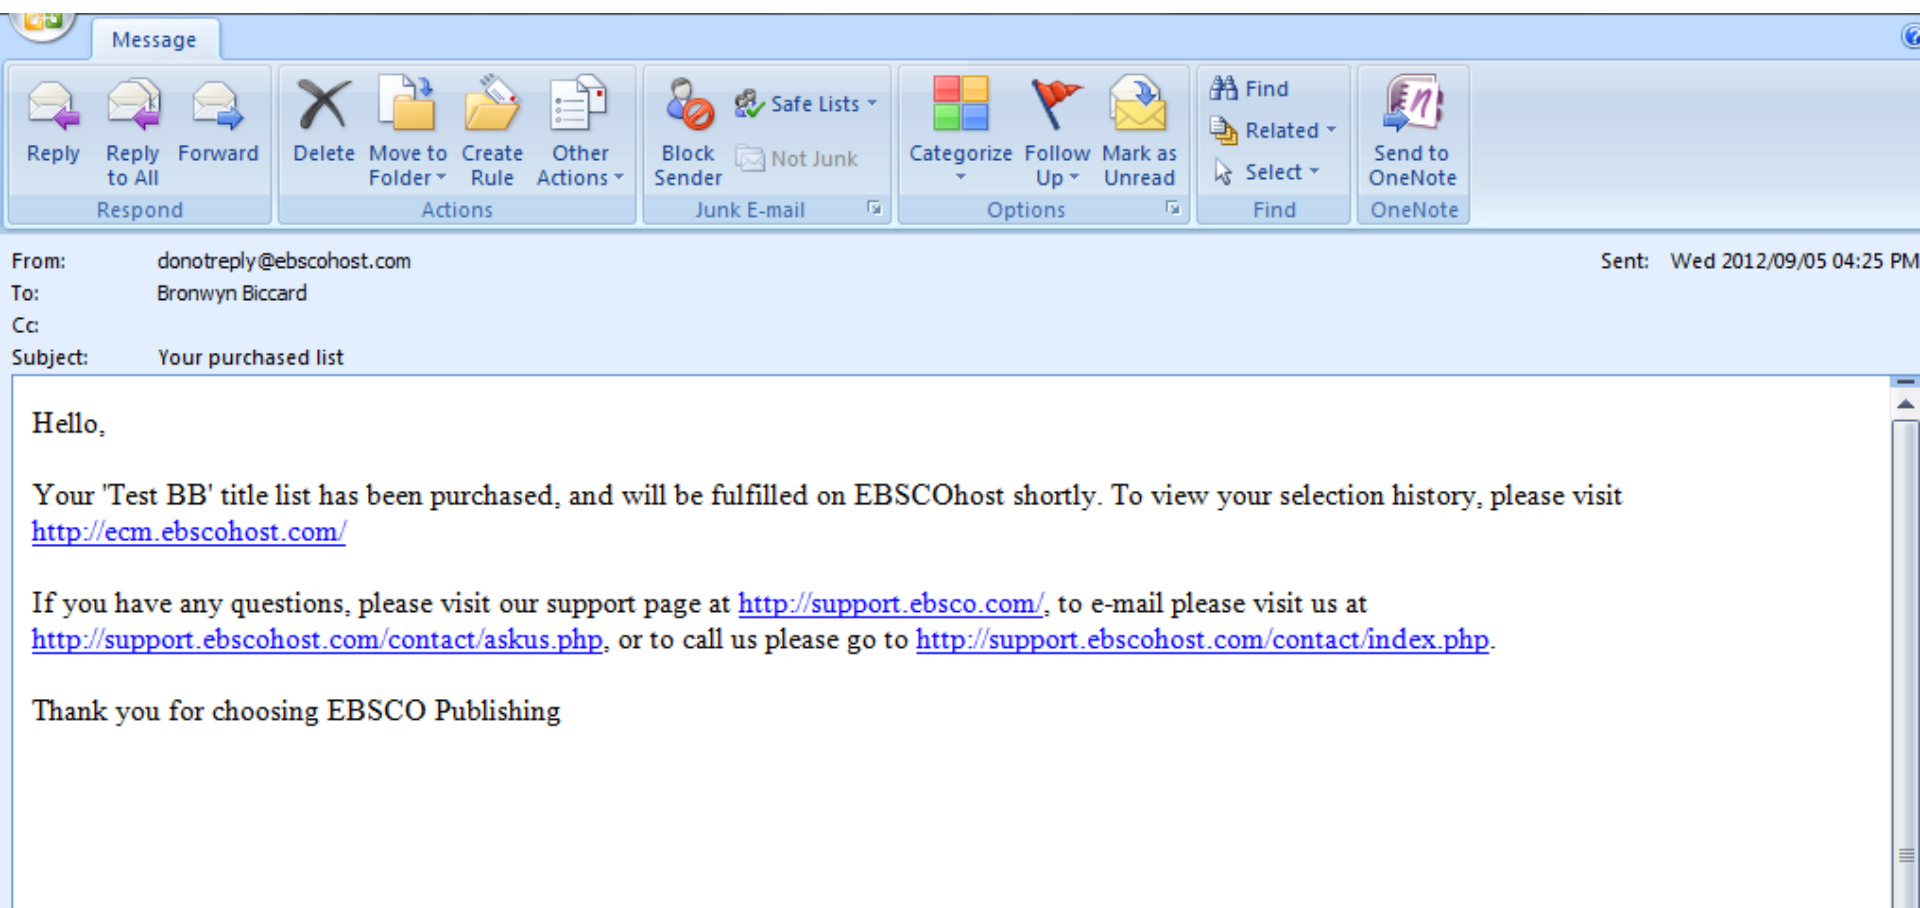 Message
Reply
Reply to All
Forward
Respond
Delete
Move to Folder
Create Rule
Other Actions
Actions
Block Sender
Safe Lists
Not Junk
Junk E-mail
Categorize
Follow Up
Mark as Unread
Options
Find
Related
Select
Find
Send to OneNote
OneNote
From: donotreply@ebscohost.com
Sent: Wed 2012/09/05 04:25 PM
To: Bronwyn Biccard
Cc:
Subject: Your purchased list
Hello,
Your 'Test BB' title list has been purchased, and will be fulfilled on EBSCOhost shortly. To view your selection history, please visit
http://ecm.ebscohost.com/
If you have any questions, please visit our support page at http://support.ebsco.com/, to e-mail please visit us at
http://support.ebscohost.com/contact/askus.php, or to call us please go to http://support.ebscohost.com/contact/index.php.
Thank you for choosing EBSCO Publishing